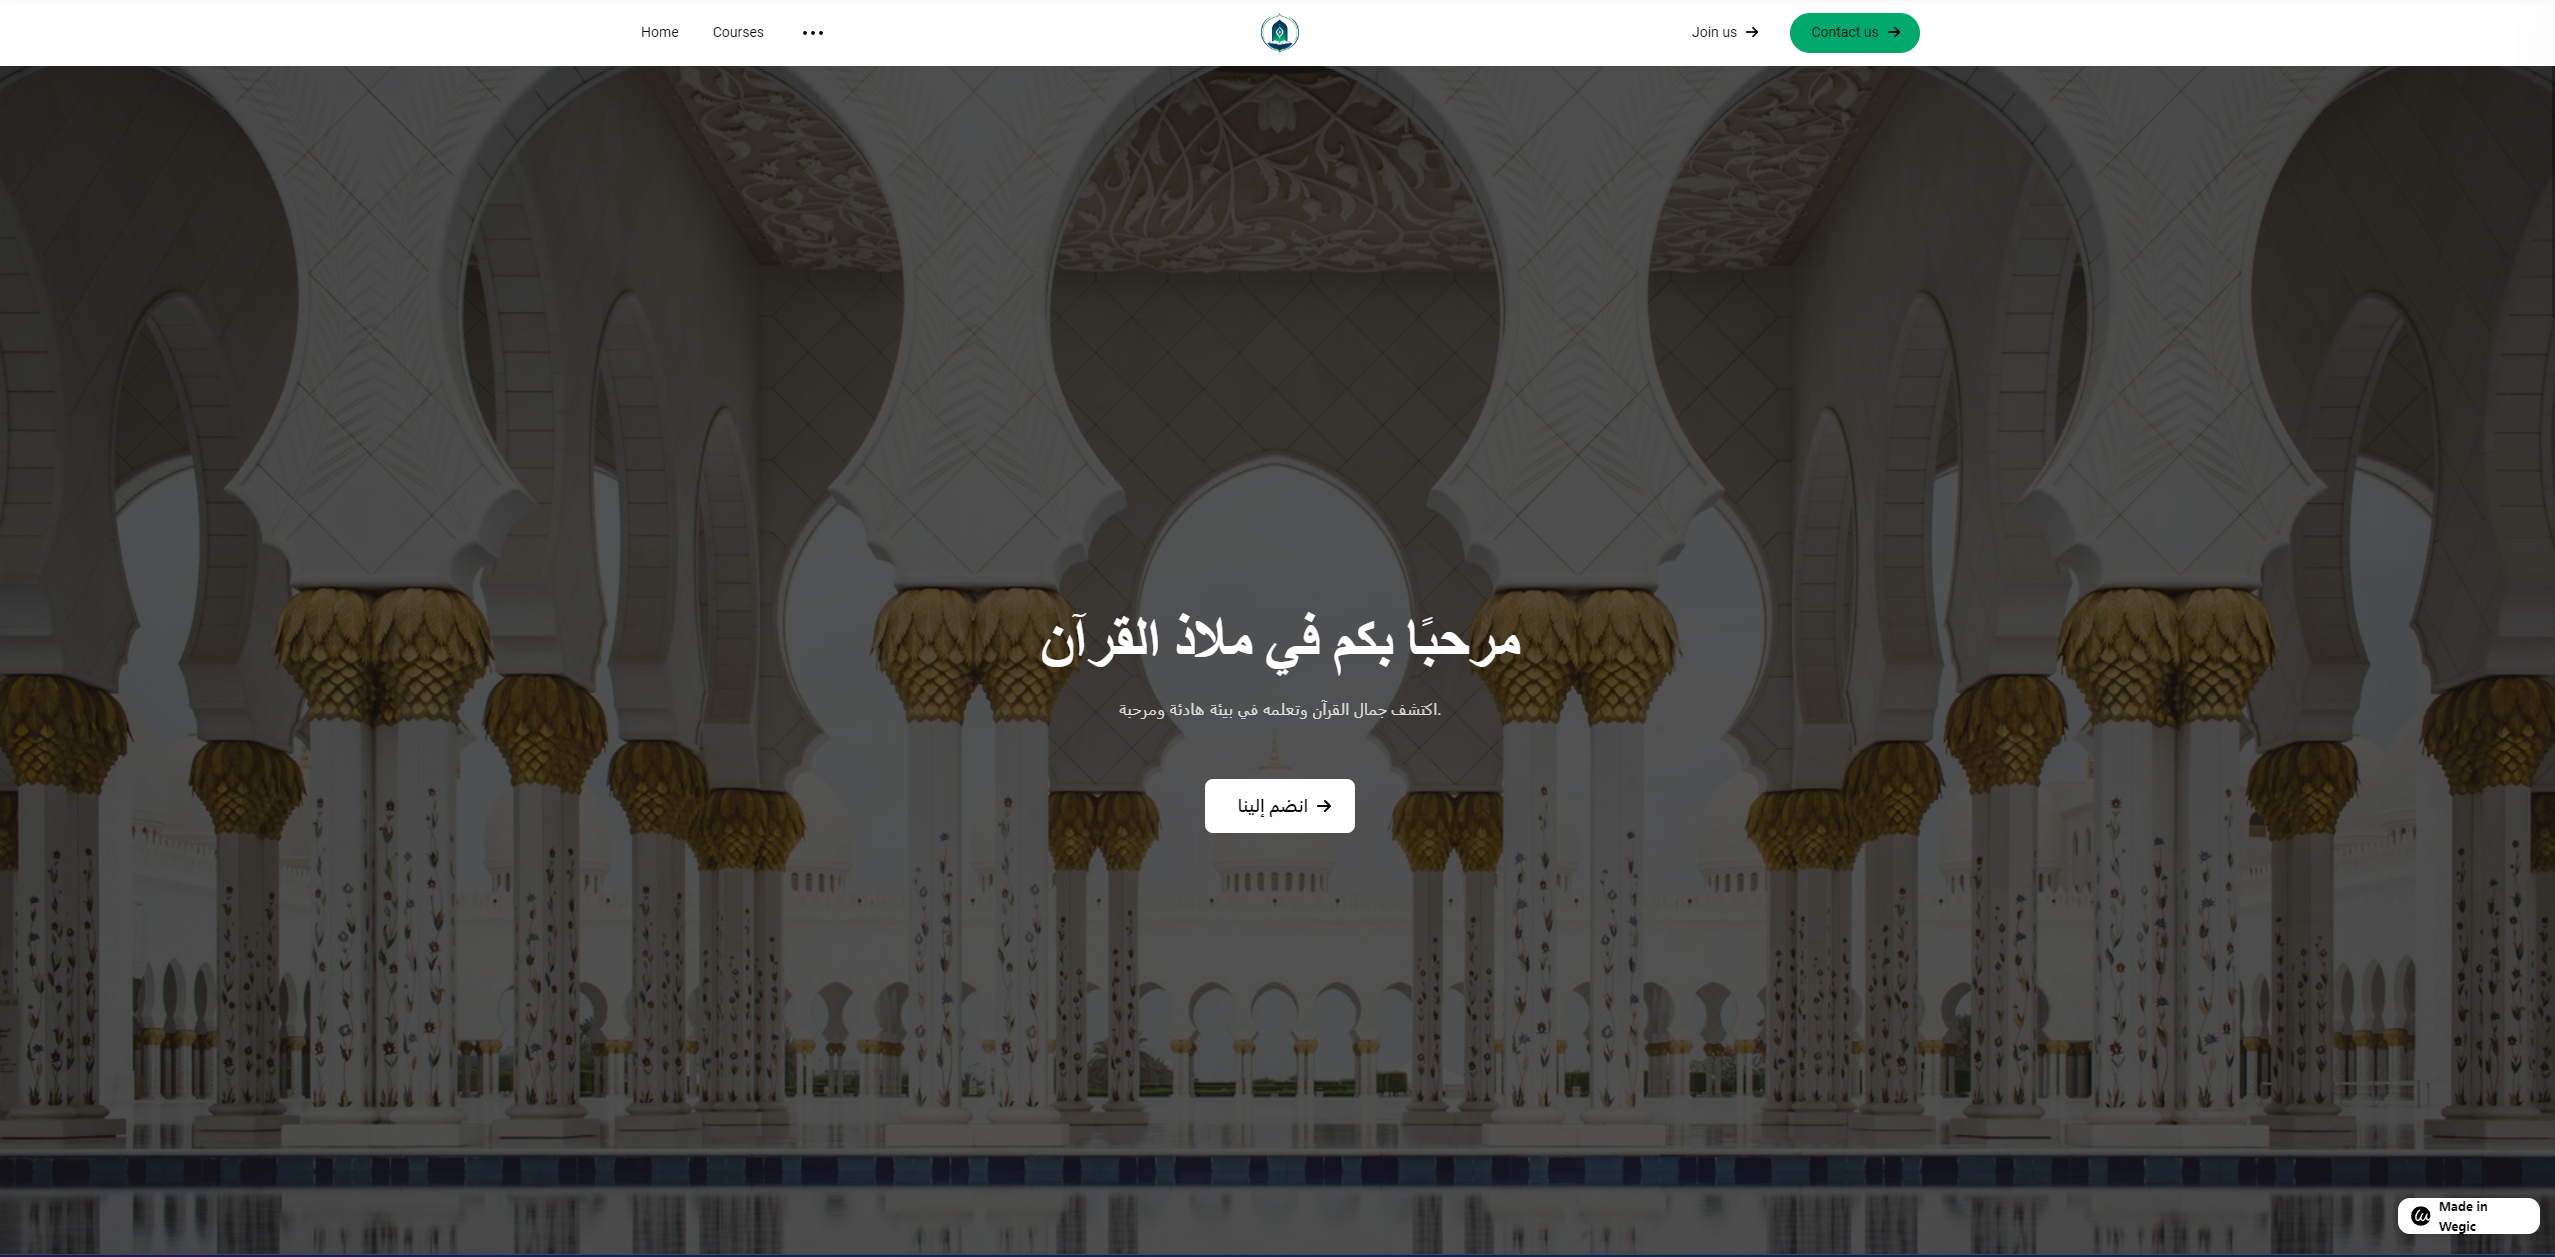 Home Courses
Join us Contact us
مرحبًا بكم في ملاذ القرآن
.اكتشف جمال القرآن وتعلمه في بيئة هادئة ومرحبة
انضم إلينا
Made in
Wegic